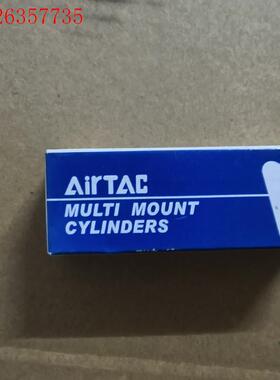 26357735
AirTAC
MULTI MOUNT
CYLINDERS